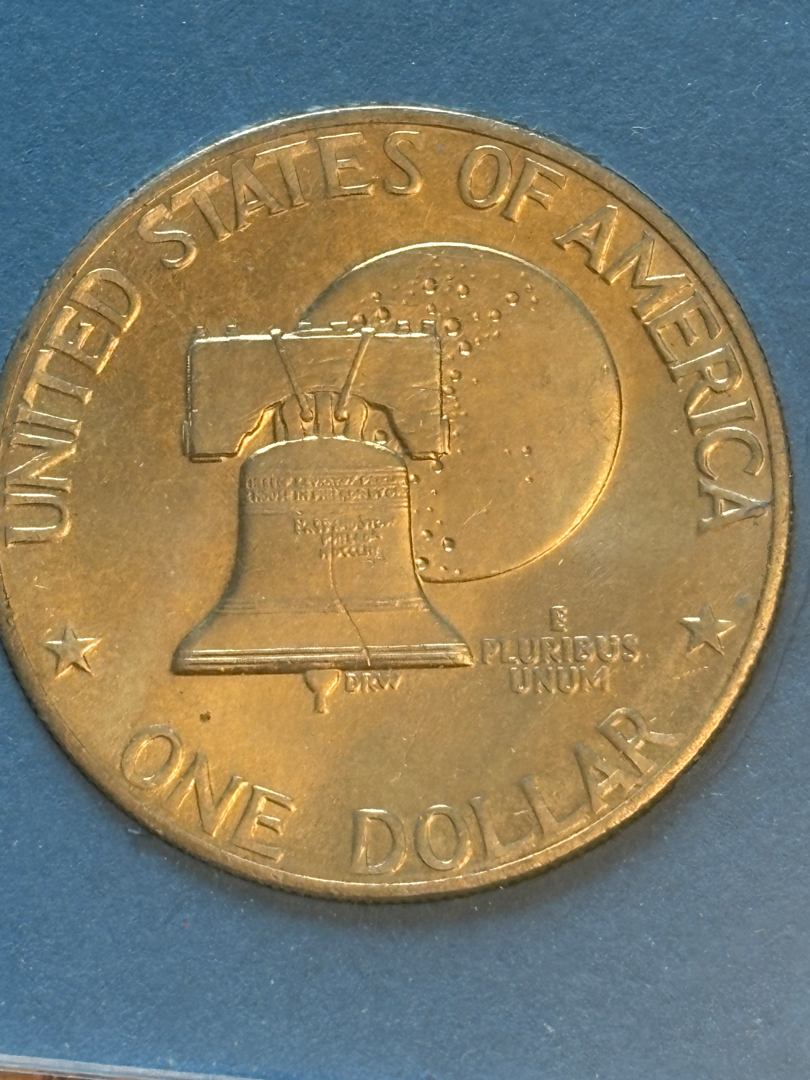 UNITED STATES OF AMERICA
E
PLURIBUS
UNUM
DRW
ONE DOLLAR